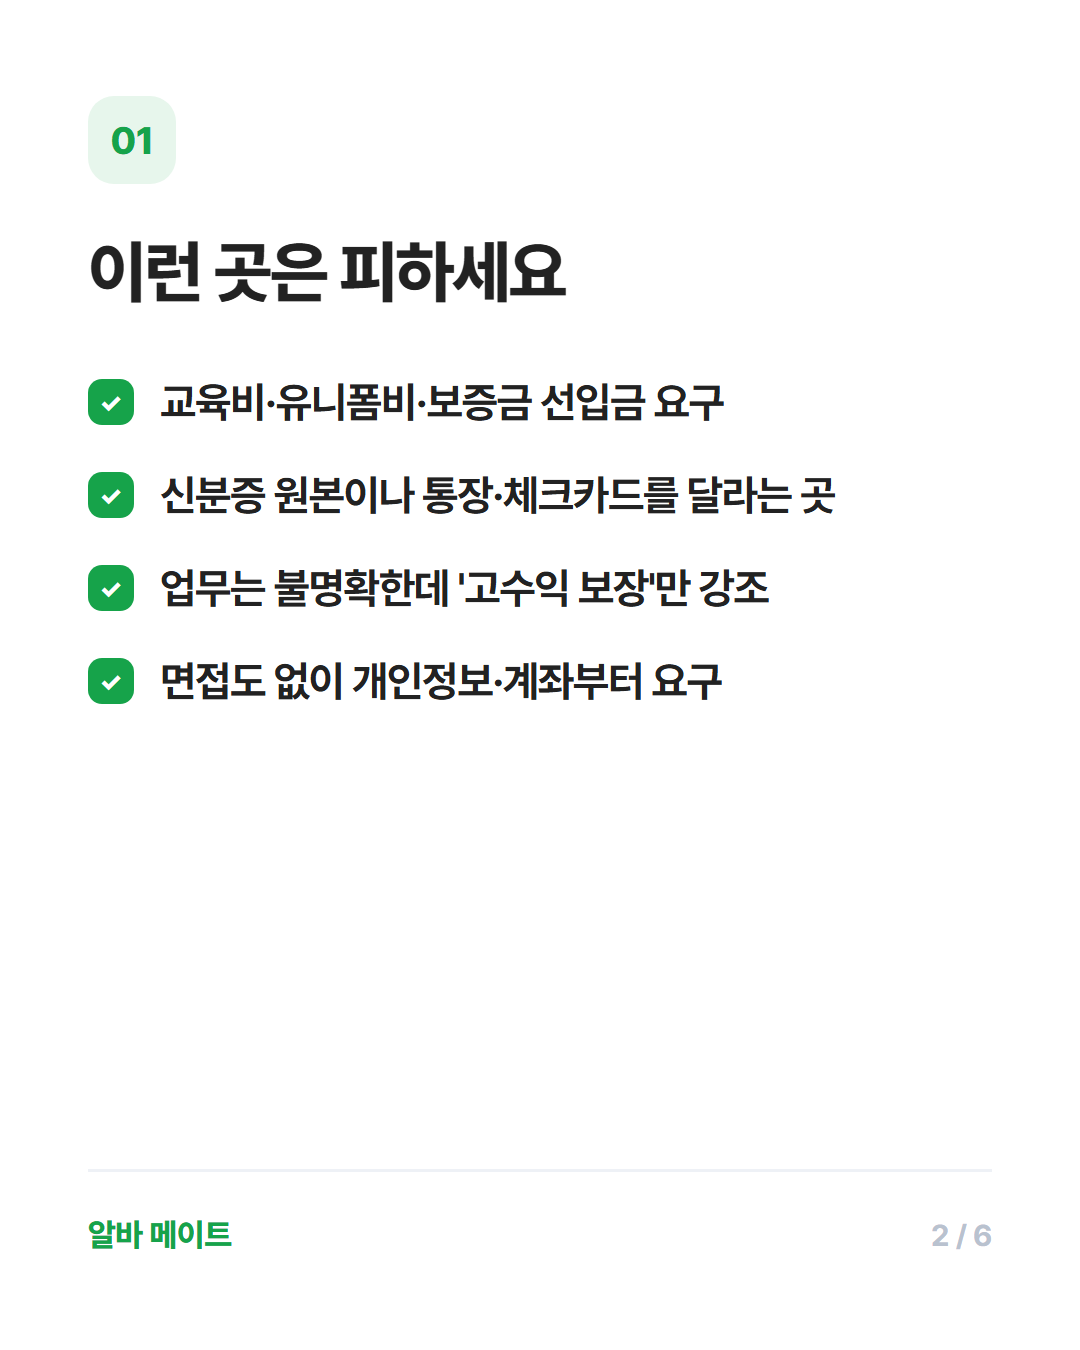 01
이런 곳은 피하세요
교육비·유니폼비·보증금 선입금 요구
신분증 원본이나 통장·체크카드를 달라는 곳
업무는 불명확한데 '고수익 보장'만 강조
면접도 없이 개인정보·계좌부터 요구
알바 메이트
2 / 6